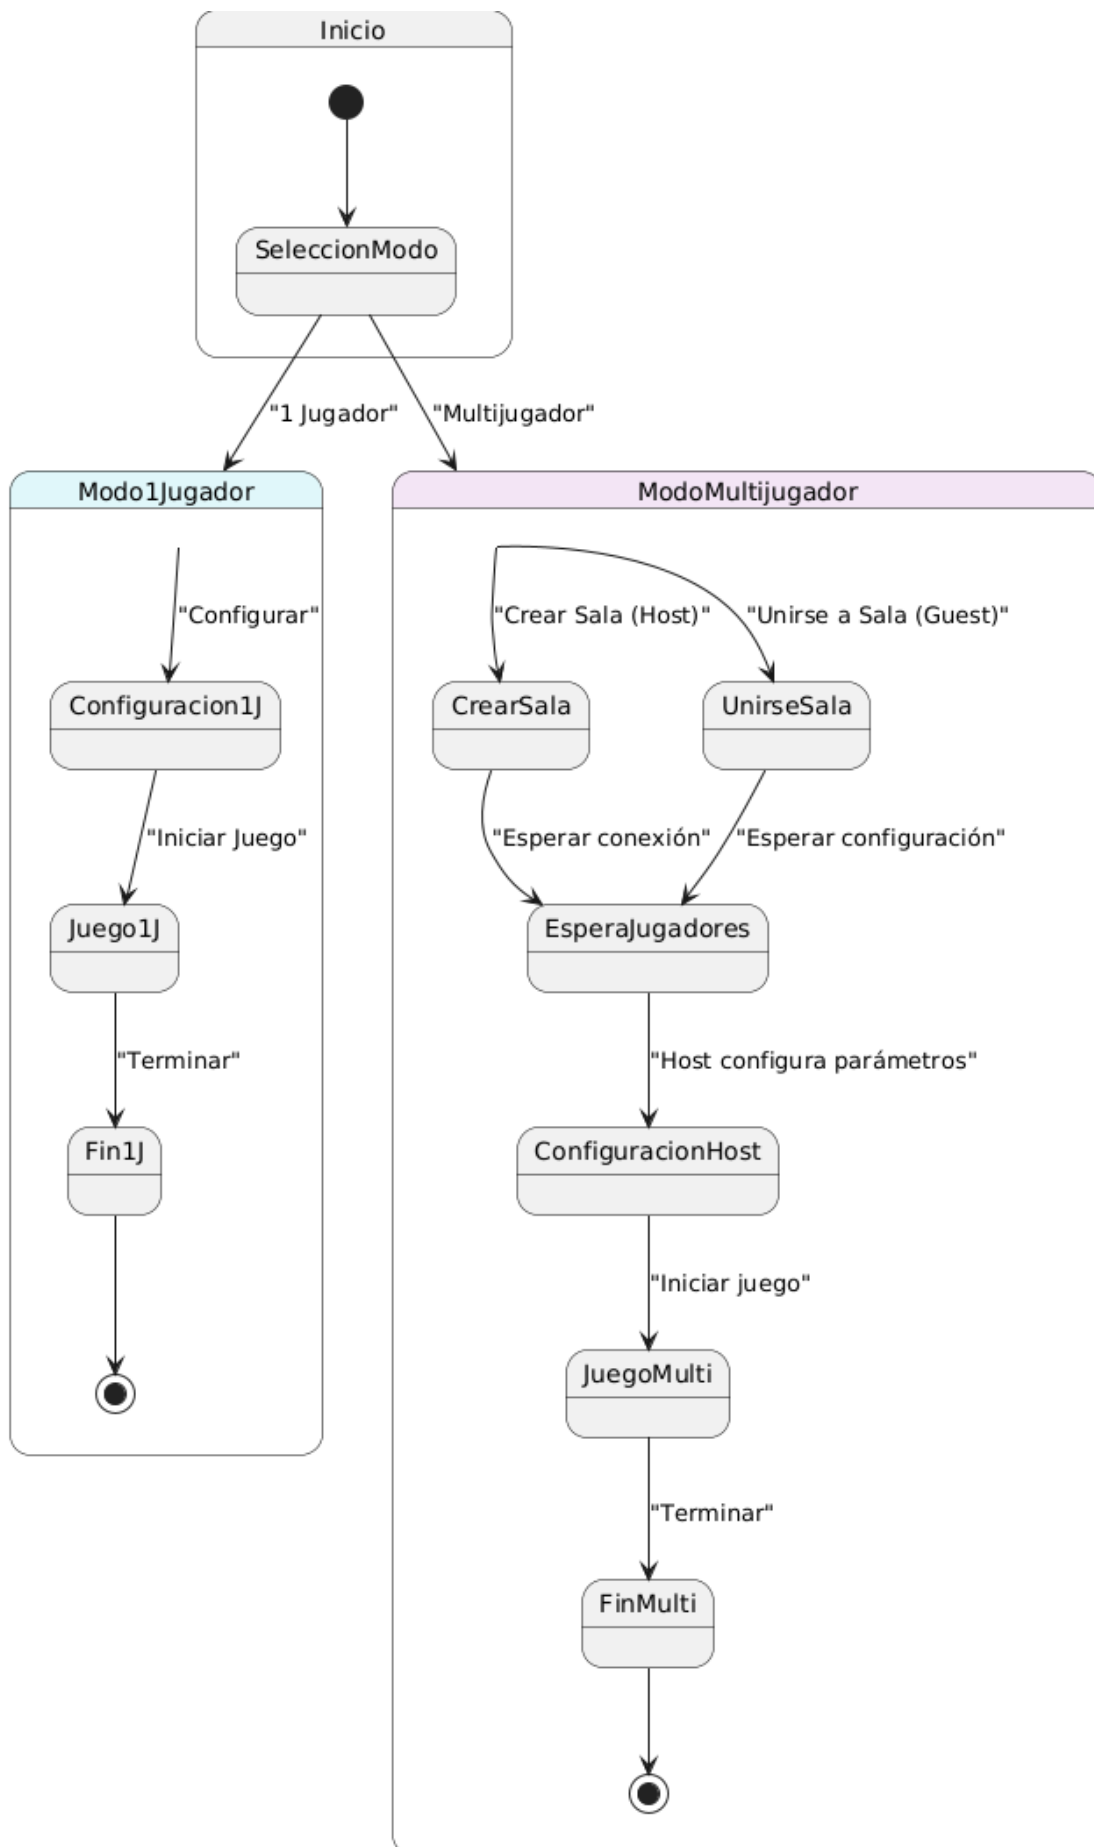 Inicio
SeleccionModo
"1 Jugador"
"Multijugador"
Modo1Jugador
"Configurar"
Configuracion1J
"Iniciar Juego"
Juego1J
"Terminar"
Fin1J
ModoMultijugador
"Crear Sala (Host)"
"Unirse a Sala (Guest)"
CrearSala
UnirseSala
"Esperar conexión"
"Esperar configuración"
EsperaJugadores
"Host configura parámetros"
ConfiguracionHost
"Iniciar juego"
JuegoMulti
"Terminar"
FinMulti